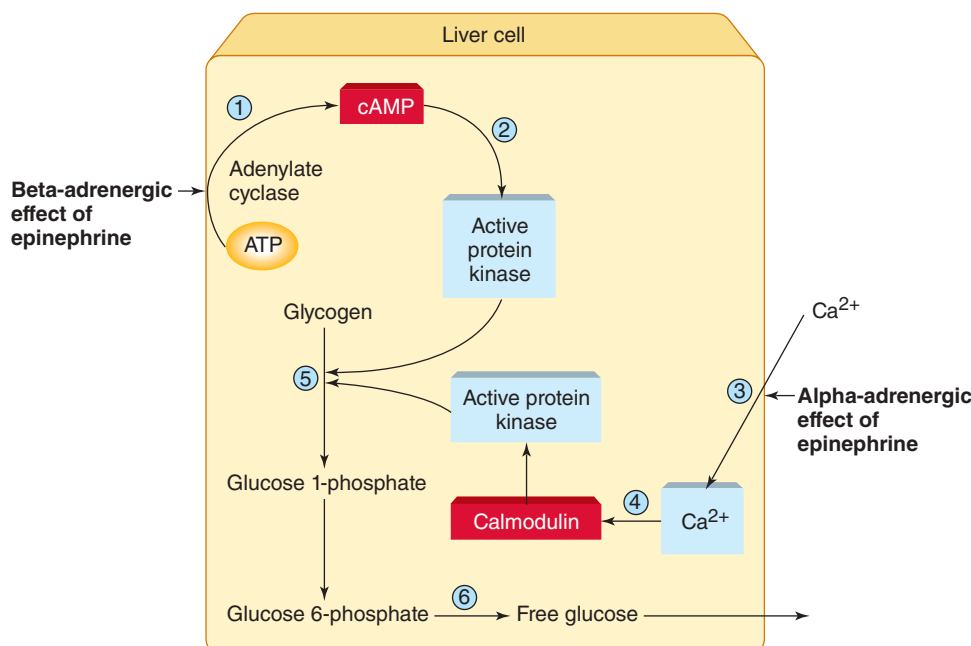 Liver cell
1
cAMP
2
Adenylate
cyclase
Beta-adrenergic
effect of
epinephrine
ATP
Active
protein
kinase
Glycogen
Ca2+
5
Active protein
kinase
3
Alpha-adrenergic
effect of
epinephrine
Glucose 1-phosphate
Calmodulin
4
Ca2+
Glucose 6-phosphate
6
Free glucose